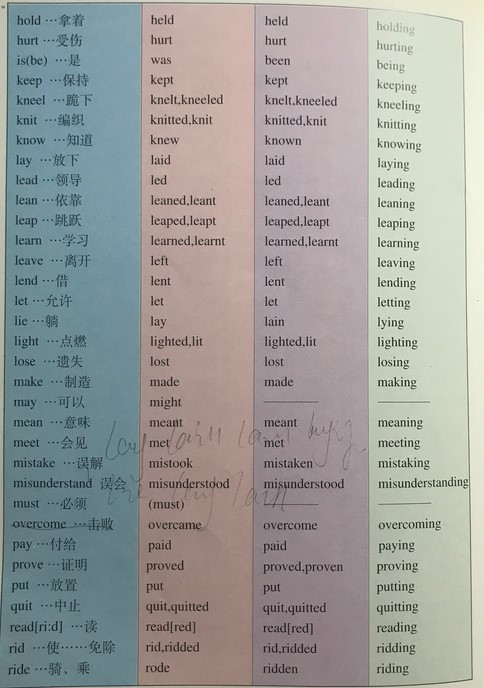 hold …拿着 held held holding
hurt …受伤 hurt hurt hurting
is(be) …是 was been being
keep …保持 kept kept keeping
kneel …跪下 knelt,kneeled knelt,kneeled kneeling
knit …编织 knitted,knit knitted,knit knitting
know …知道 knew known knowing
lay …放下 laid laid laying
lead …领导 led led leading
lean …依靠 leaned,leant leaned,leant leaning
leap …跳跃 leaped,leapt leaped,leapt leaping
learn …学习 learned,learnt learned,learnt learning
leave …离开 left left leaving
lend …借 lent lent lending
let …允许 let let letting
lie …躺 lay lain lying
light …点燃 lighted,lit lighted,lit lighting
lose …遗失 lost lost losing
make …制造 made made making
may …可以 might
mean …意味 meant meant meaning
meet …会见 met met meeting
mistake …误解 mistook mistaken mistaking
misunderstand 误会 misunderstood misunderstood misunderstanding
must …必须 (must)
overcome …击败 overcame overcome overcoming
pay …付给 paid paid paying
prove …证明 proved proved,proven proving
put …放置 put put putting
quit …中止 quit,quitted quit,quitted quitting
read[ri:d] …读 read[red] read[red] reading
rid …使……免除 rid,ridded rid,ridded ridding
ride …骑、乘 rode ridden riding